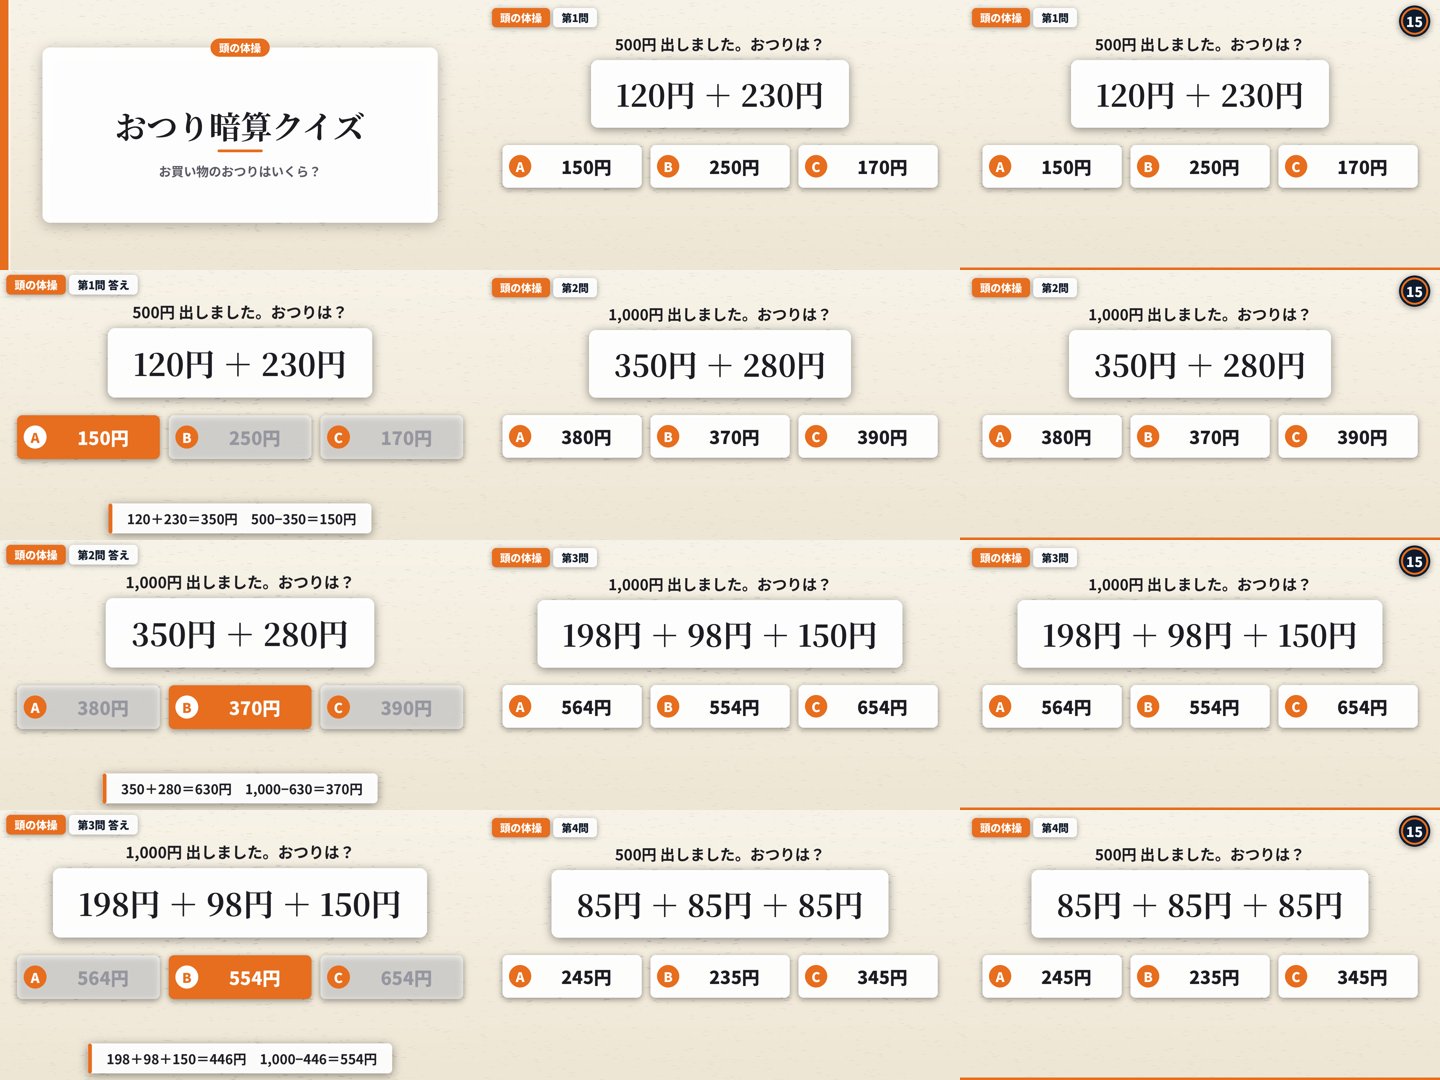 頭の体操
おつり暗算クイズ
お買い物のおつりはいくら？
頭の体操 第1問
500円 出しました。おつりは？
120円 ＋ 230円
A 150円 B 250円 C 170円
頭の体操 第1問 15
500円 出しました。おつりは？
120円 ＋ 230円
A 150円 B 250円 C 170円
頭の体操 第1問 答え
500円 出しました。おつりは？
120円 ＋ 230円
A 150円 B 250円 C 170円
120＋230＝350円 500−350＝150円
頭の体操 第2問
1,000円 出しました。おつりは？
350円 ＋ 280円
A 380円 B 370円 C 390円
頭の体操 第2問 15
1,000円 出しました。おつりは？
350円 ＋ 280円
A 380円 B 370円 C 390円
頭の体操 第2問 答え
1,000円 出しました。おつりは？
350円 ＋ 280円
A 380円 B 370円 C 390円
350＋280＝630円 1,000−630＝370円
頭の体操 第3問
1,000円 出しました。おつりは？
198円 ＋ 98円 ＋ 150円
A 564円 B 554円 C 654円
頭の体操 第3問 15
1,000円 出しました。おつりは？
198円 ＋ 98円 ＋ 150円
A 564円 B 554円 C 654円
頭の体操 第3問 答え
1,000円 出しました。おつりは？
198円 ＋ 98円 ＋ 150円
A 564円 B 554円 C 654円
198＋98＋150＝446円 1,000−446＝554円
頭の体操 第4問
500円 出しました。おつりは？
85円 ＋ 85円 ＋ 85円
A 245円 B 235円 C 345円
頭の体操 第4問 15
500円 出しました。おつりは？
85円 ＋ 85円 ＋ 85円
A 245円 B 235円 C 345円